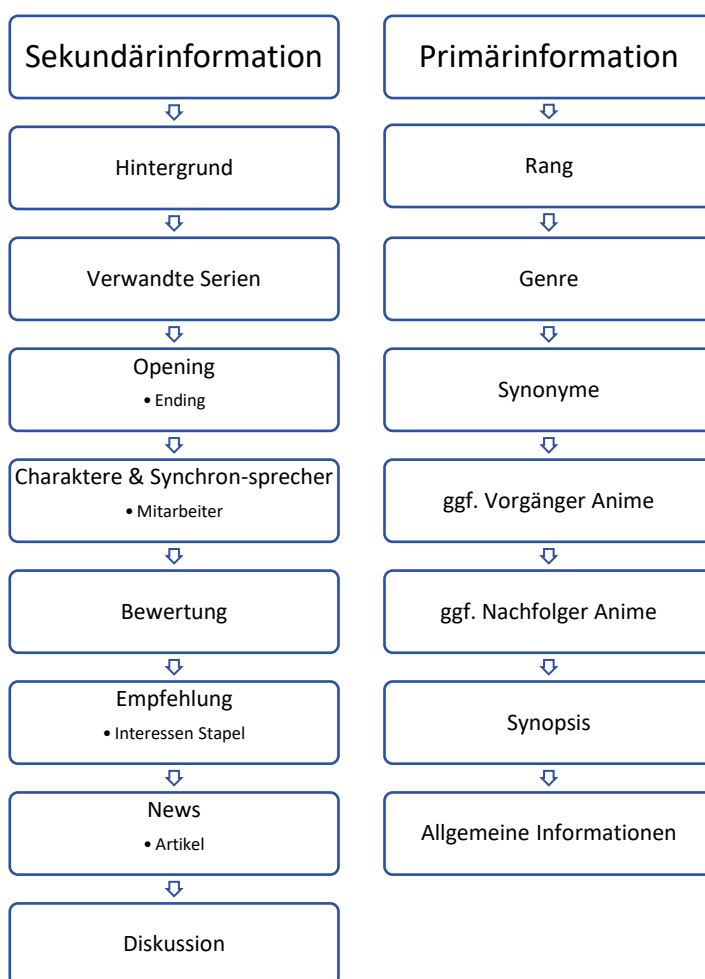 Sekundärinformation
Hintergrund
Verwandte Serien
Opening
• Ending
Charaktere & Synchron-sprecher
• Mitarbeiter
Bewertung
Empfehlung
• Interessen Stapel
News
• Artikel
Diskussion
Primärinformation
Rang
Genre
Synonyme
ggf. Vorgänger Anime
ggf. Nachfolger Anime
Synopsis
Allgemeine Informationen